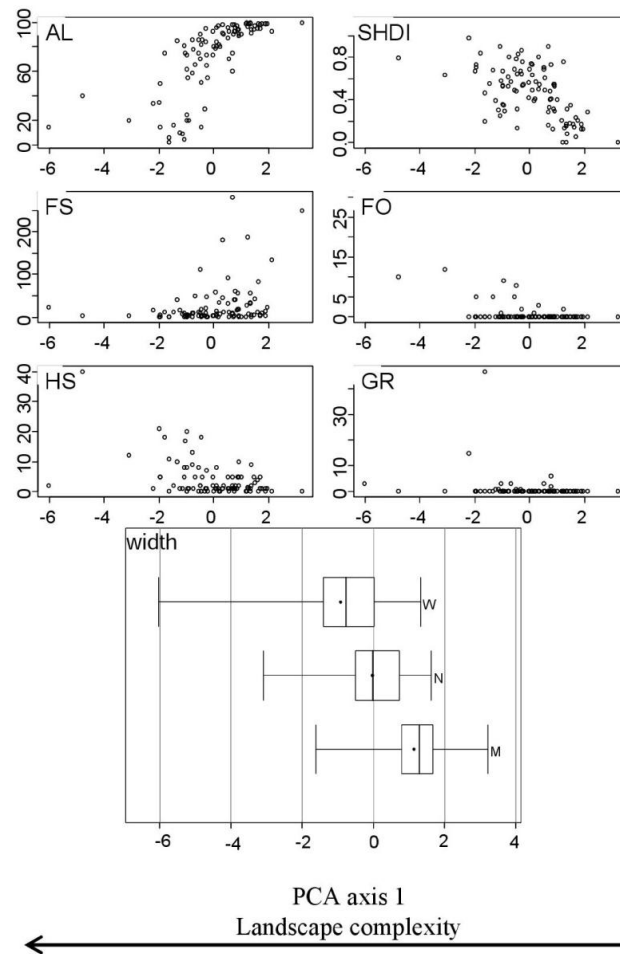 AL SHDI
100 60 20 0
0.8 0.4 0.0
-6 -4 -2 0 2
-6 -4 -2 0 2
FS FO
200 100 0
25 15 5 0
-6 -4 -2 0 2
-6 -4 -2 0 2
HS GR
40 30 20 10 0
30 10 0
-6 -4 -2 0 2
-6 -4 -2 0 2
width
W
N
M
-6 -4 -2 0 2 4
PCA axis 1
Landscape complexity